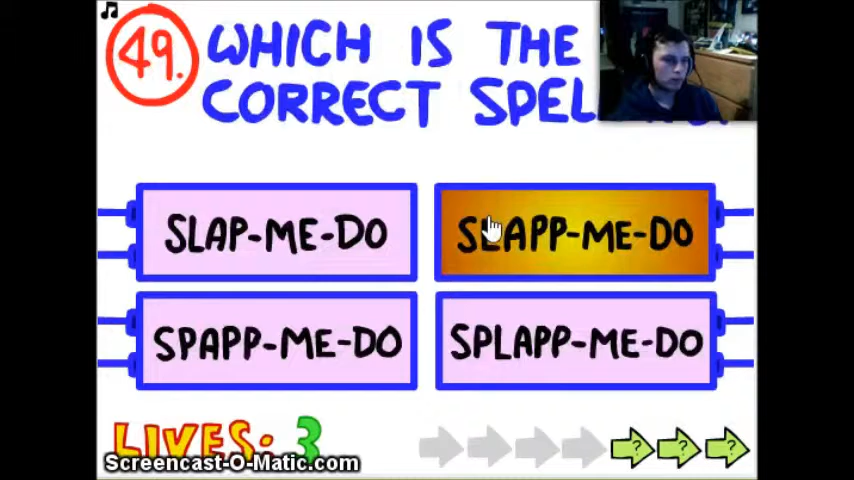 49.
WHICH IS THE
CORRECT
SLAP-ME-DO
SLAPP-ME-DO
SPAPP-ME-DO
SPLAPP-ME-DO
LIVES: 3
? ? ?
Screencast-O-Matic.com